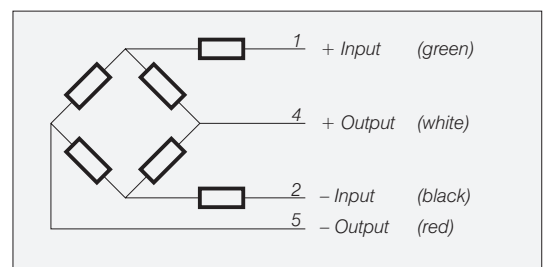 1 + Input (green)
4 + Output (white)
2 – Input (black)
5 – Output (red)